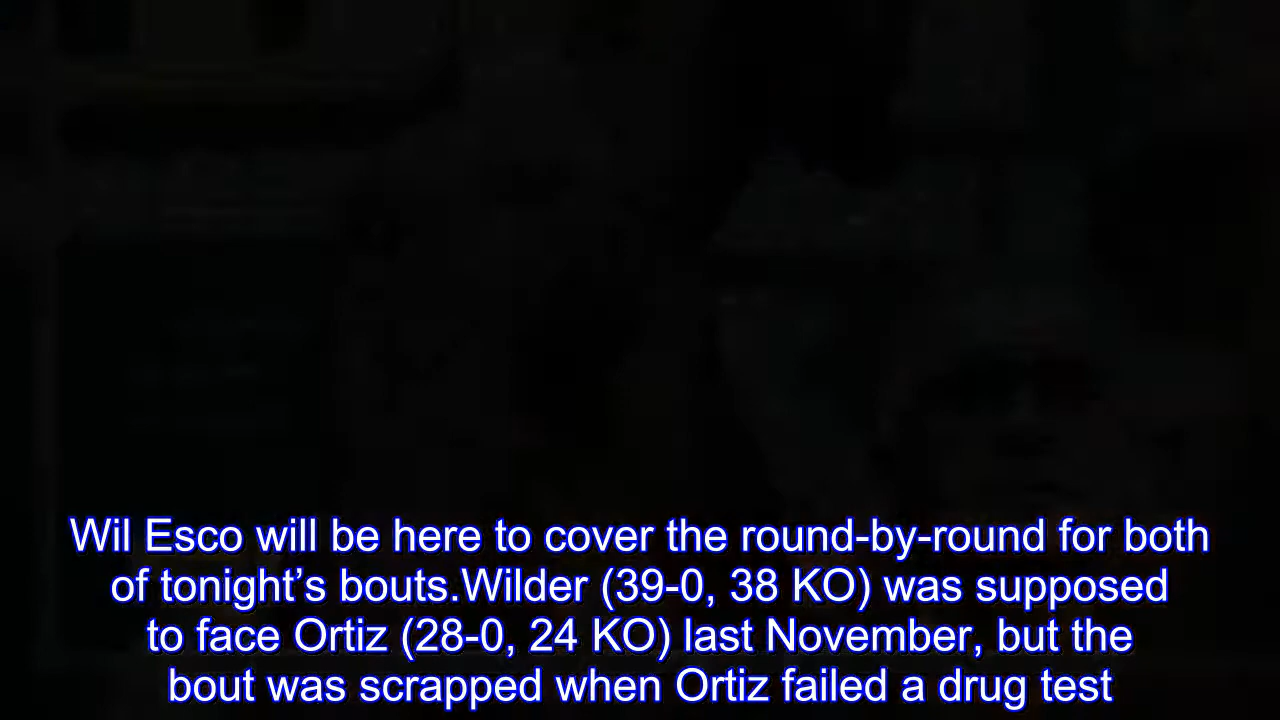 Wil Esco will be here to cover the round-by-round for both
of tonight’s bouts.Wilder (39-0, 38 KO) was supposed
to face Ortiz (28-0, 24 KO) last November, but the
bout was scrapped when Ortiz failed a drug test